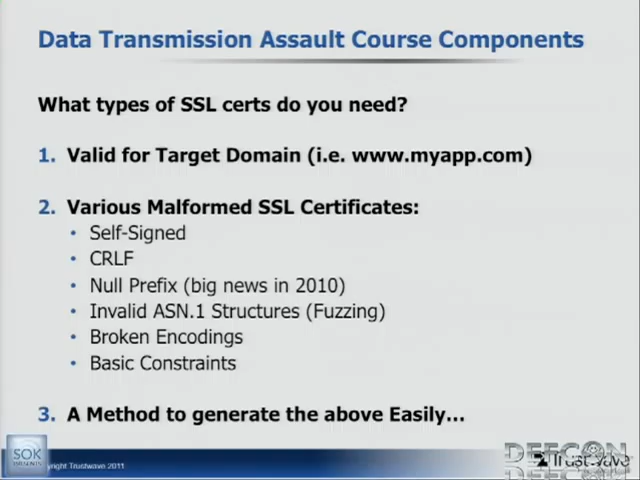 Data Transmission Assault Course Components
What types of SSL certs do you need?
1. Valid for Target Domain (i.e. www.myapp.com)
2. Various Malformed SSL Certificates:
• Self-Signed
• CRLF
• Null Prefix (big news in 2010)
• Invalid ASN.1 Structures (Fuzzing)
• Broken Encodings
• Basic Constraints
3. A Method to generate the above Easily...
SOK
pyright Trustwave 2011
DEFCON
Trustwave